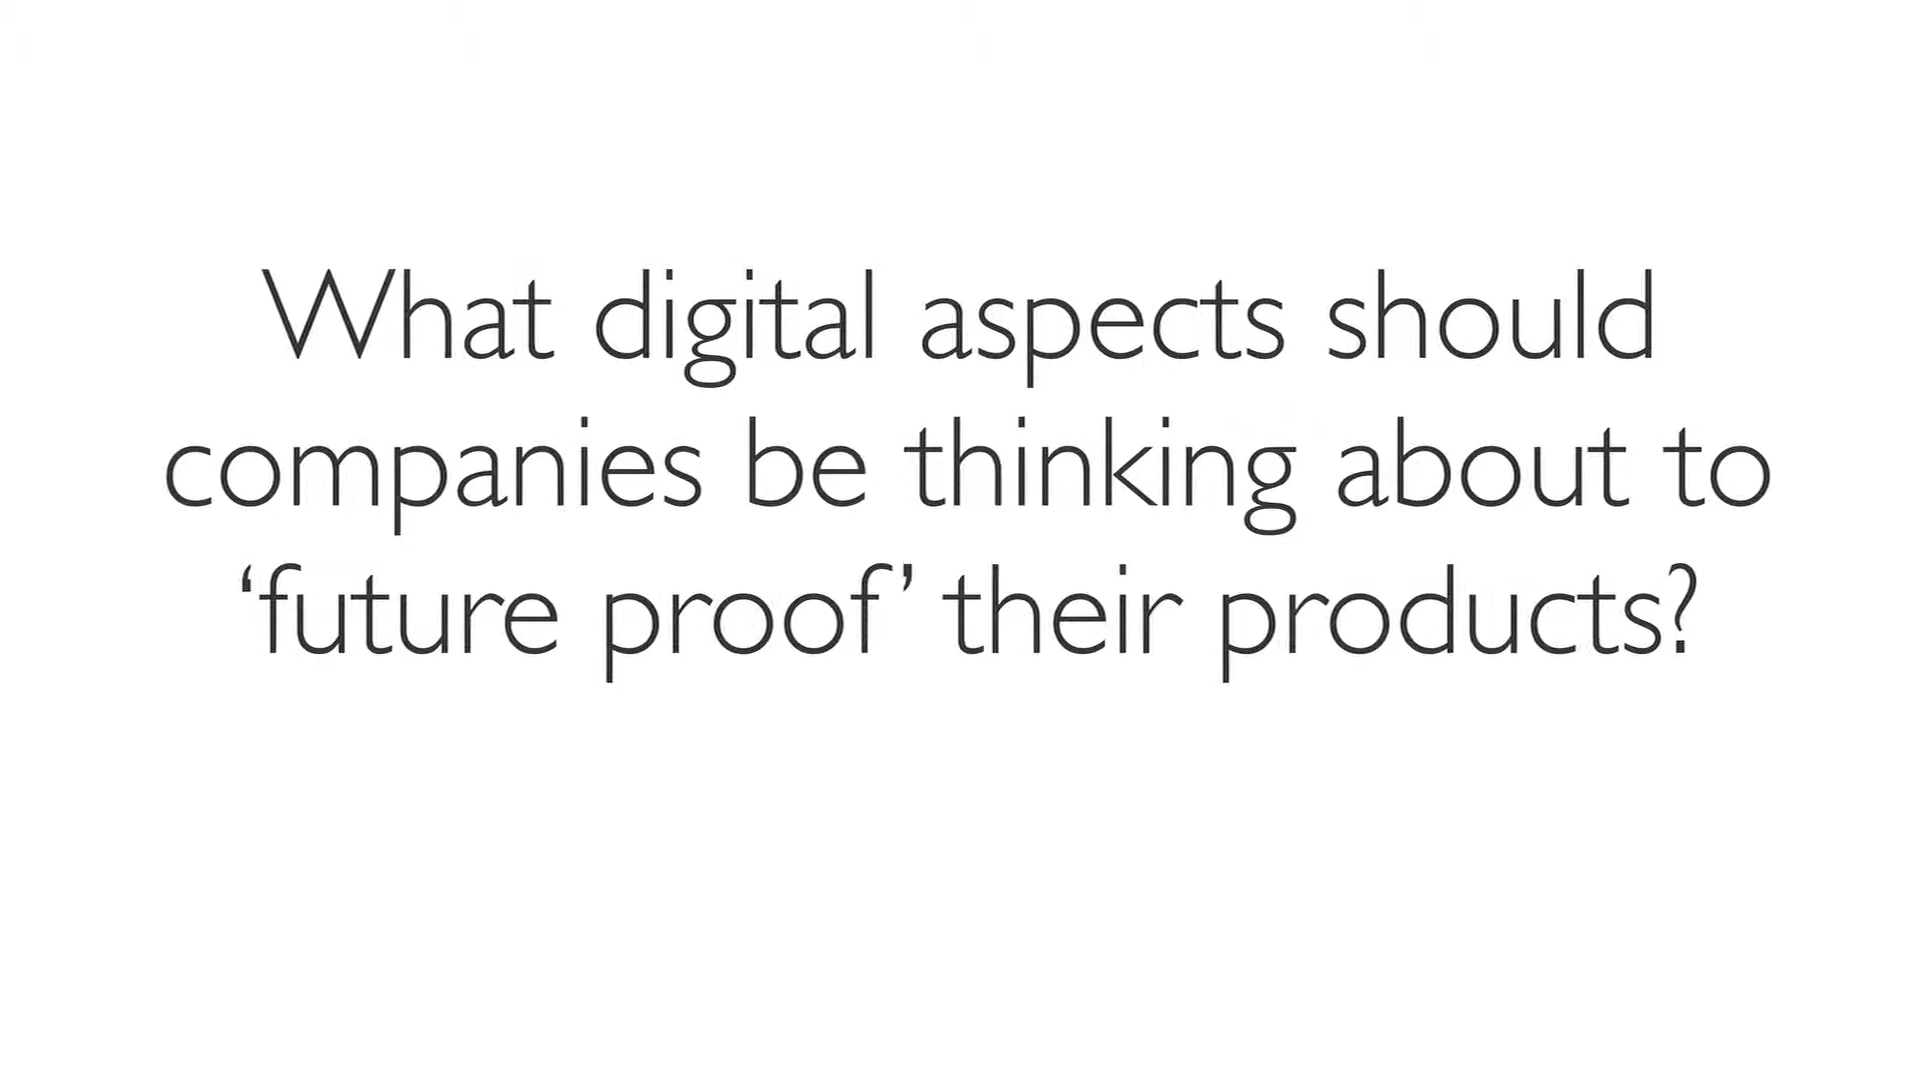 What digital aspects should
companies be thinking about to
‘future proof’ their products?